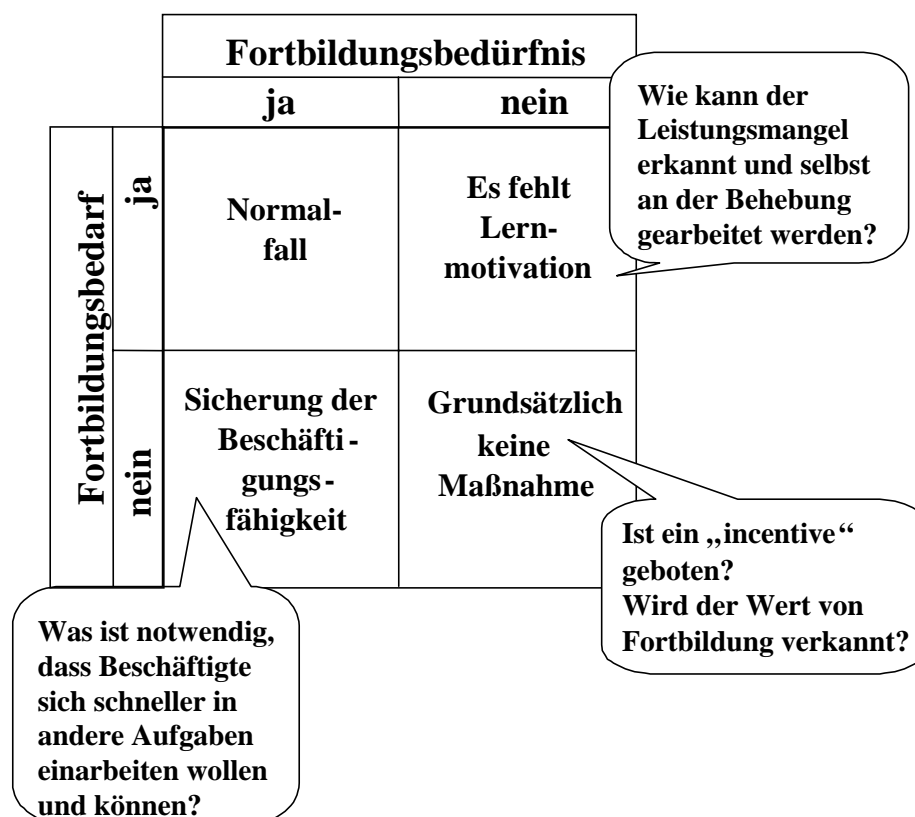 Fortbildungsbedürfnis
ja
nein
Fortbildungsbedarf
ja
nein
Normal-
fall
Es fehlt
Lern-
motivation
Wie kann der
Leistungsmangel
erkannt und selbst
an der Behebung
gearbeitet werden?
Sicherung der
Beschäfti-
gungs-
fähigkeit
Grundsätzlich
keine
Maßnahme
Was ist notwendig,
dass Beschäftigte
sich schneller in
andere Aufgaben
einarbeiten wollen
und können?
Ist ein „incentive“
geboten?
Wird der Wert von
Fortbildung verkannt?